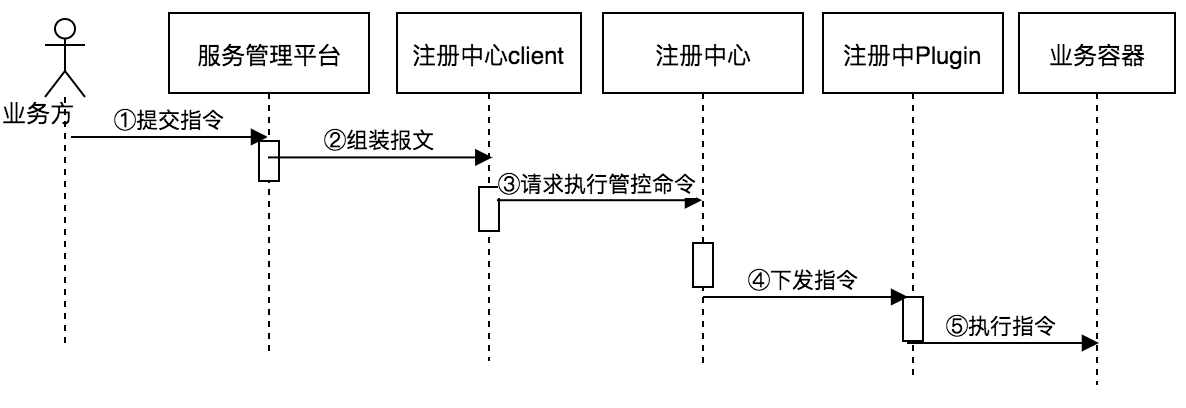 服务管理平台
注册中心client
注册中心
注册中Plugin
业务容器
业务方
①提交指令
②组装报文
③请求执行管控命令
④下发指令
⑤执行指令